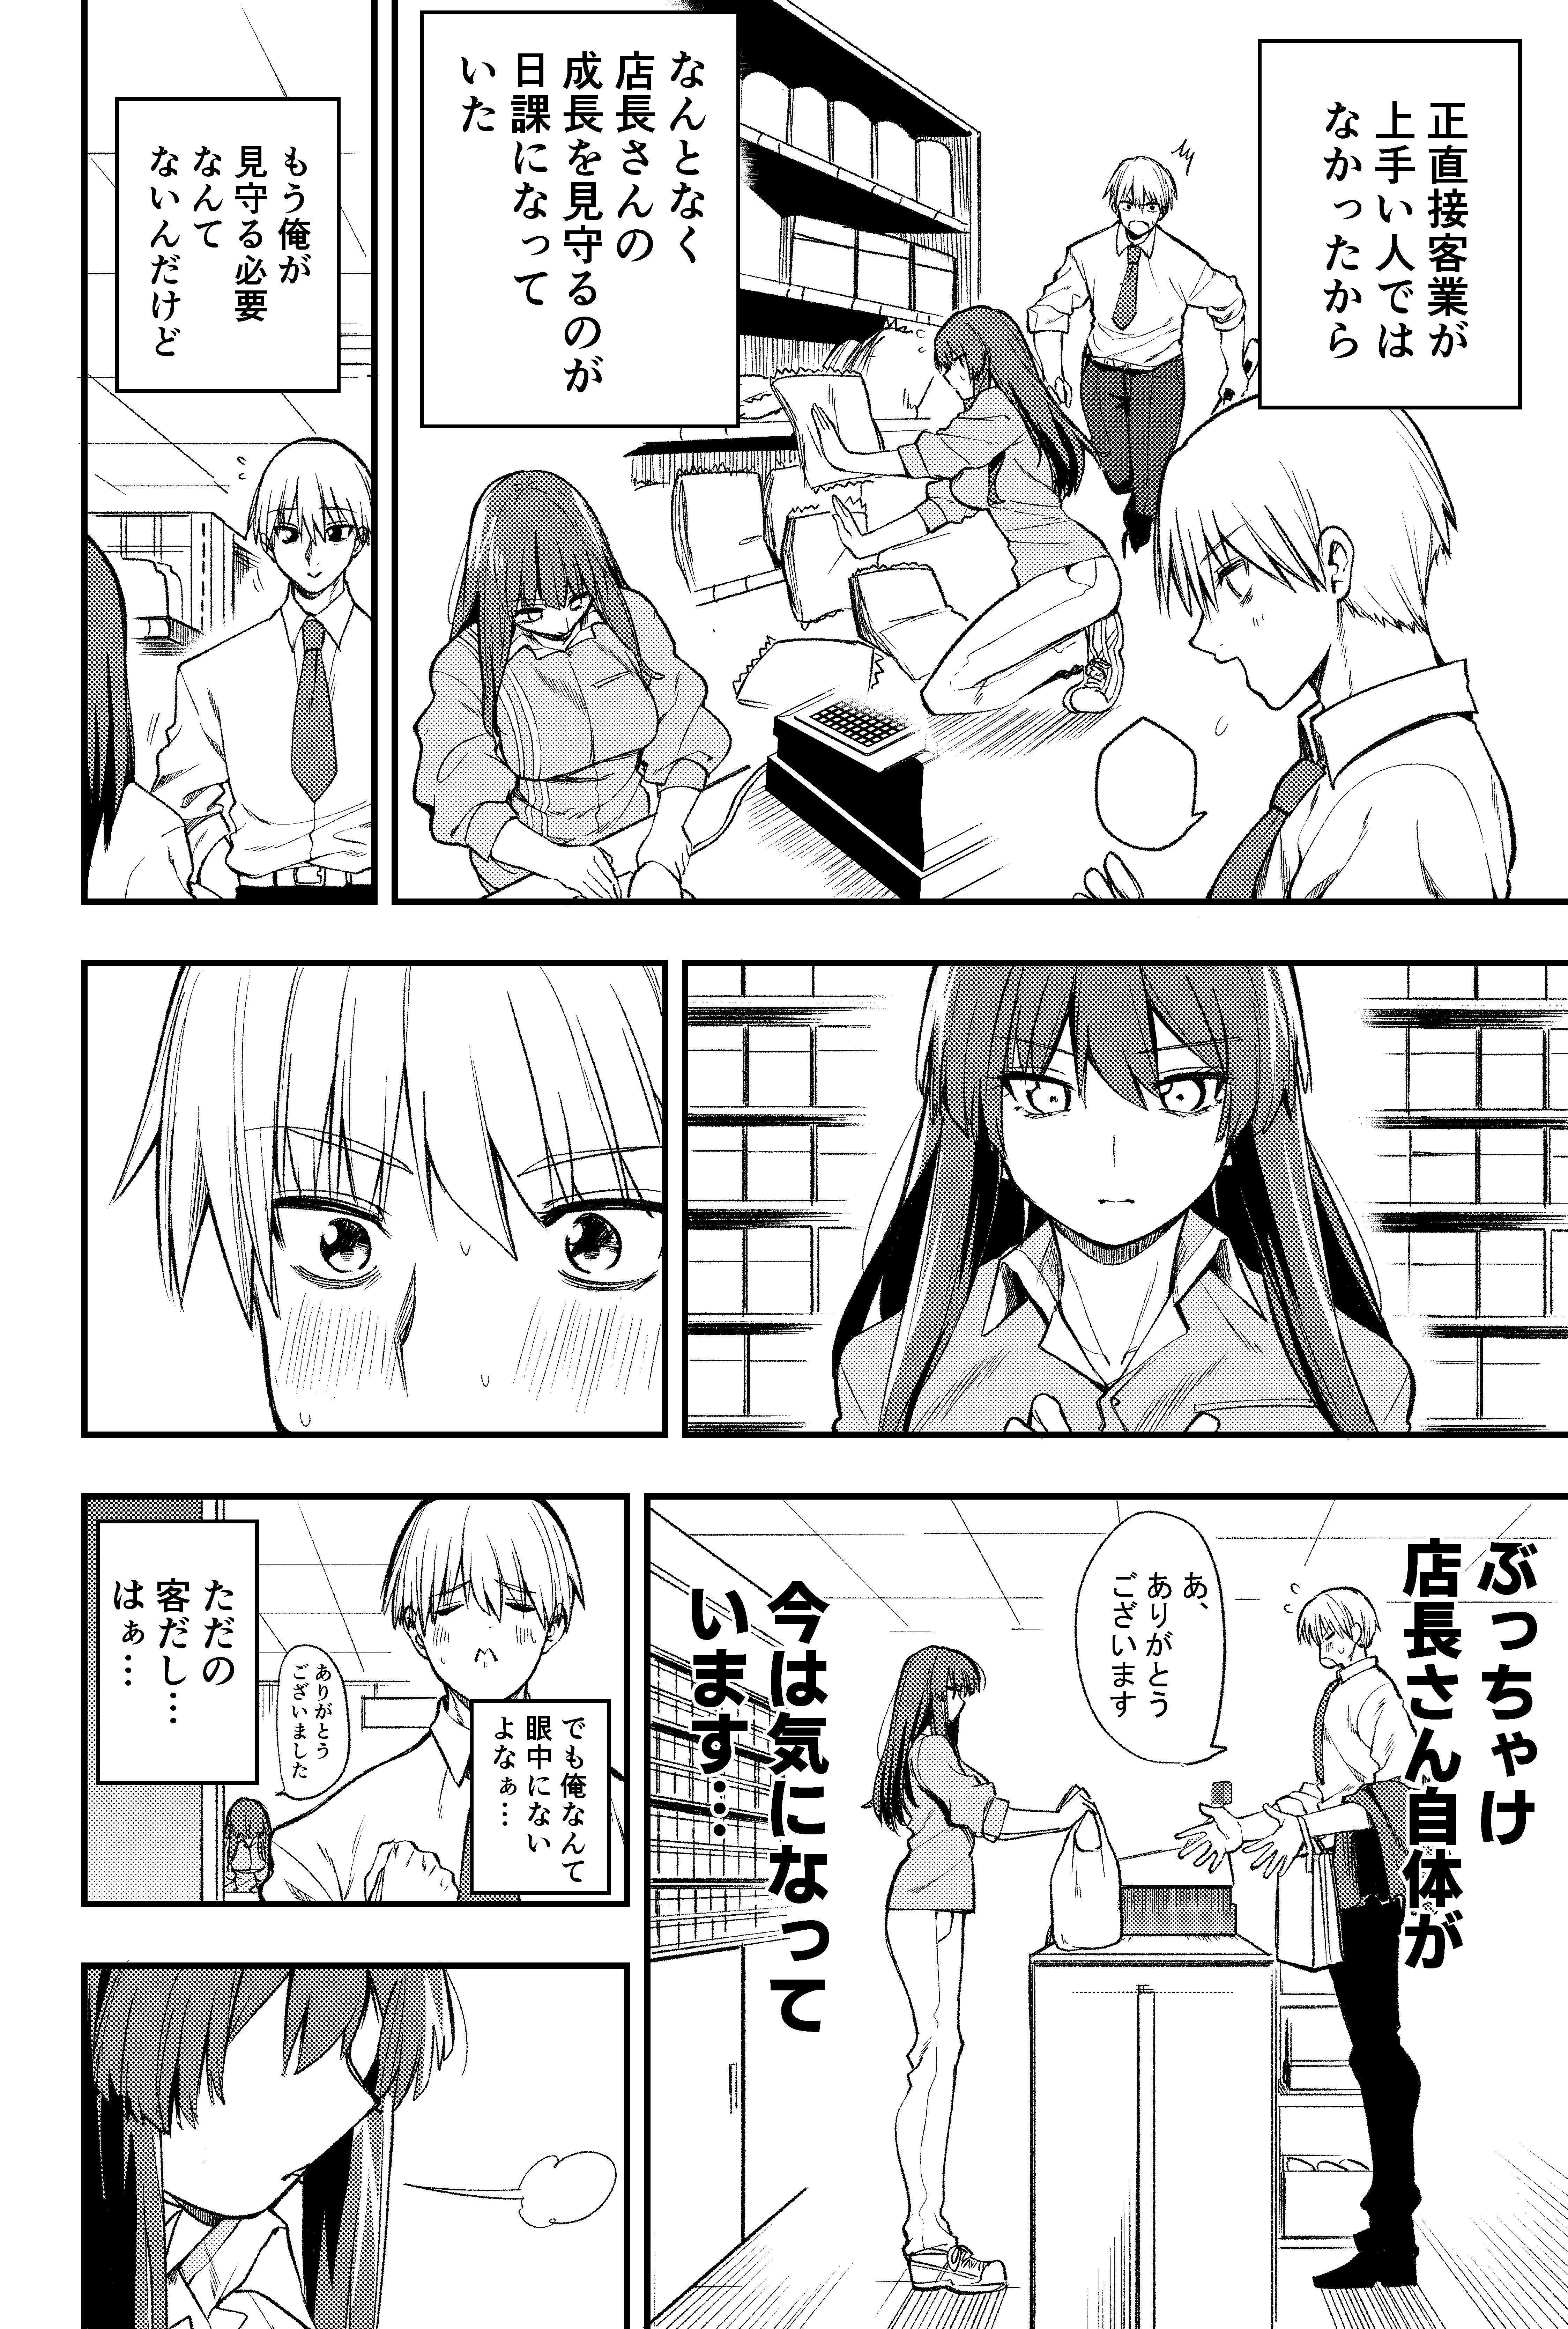 正直接客業が
上手い人では
なかったから
なんとなく
店長さんの
成長を見守るのが
日課になって
いた
もう俺が
見守る必要
なんて
ないんだけど
ぶっちゃけ
店長さん自体が
あ、
ありがとう
ございます
今は気になって
います…
でも俺なんて
眼中にない
よなぁ…
ありがとう
ございました
ただの
客だし…
はぁ…